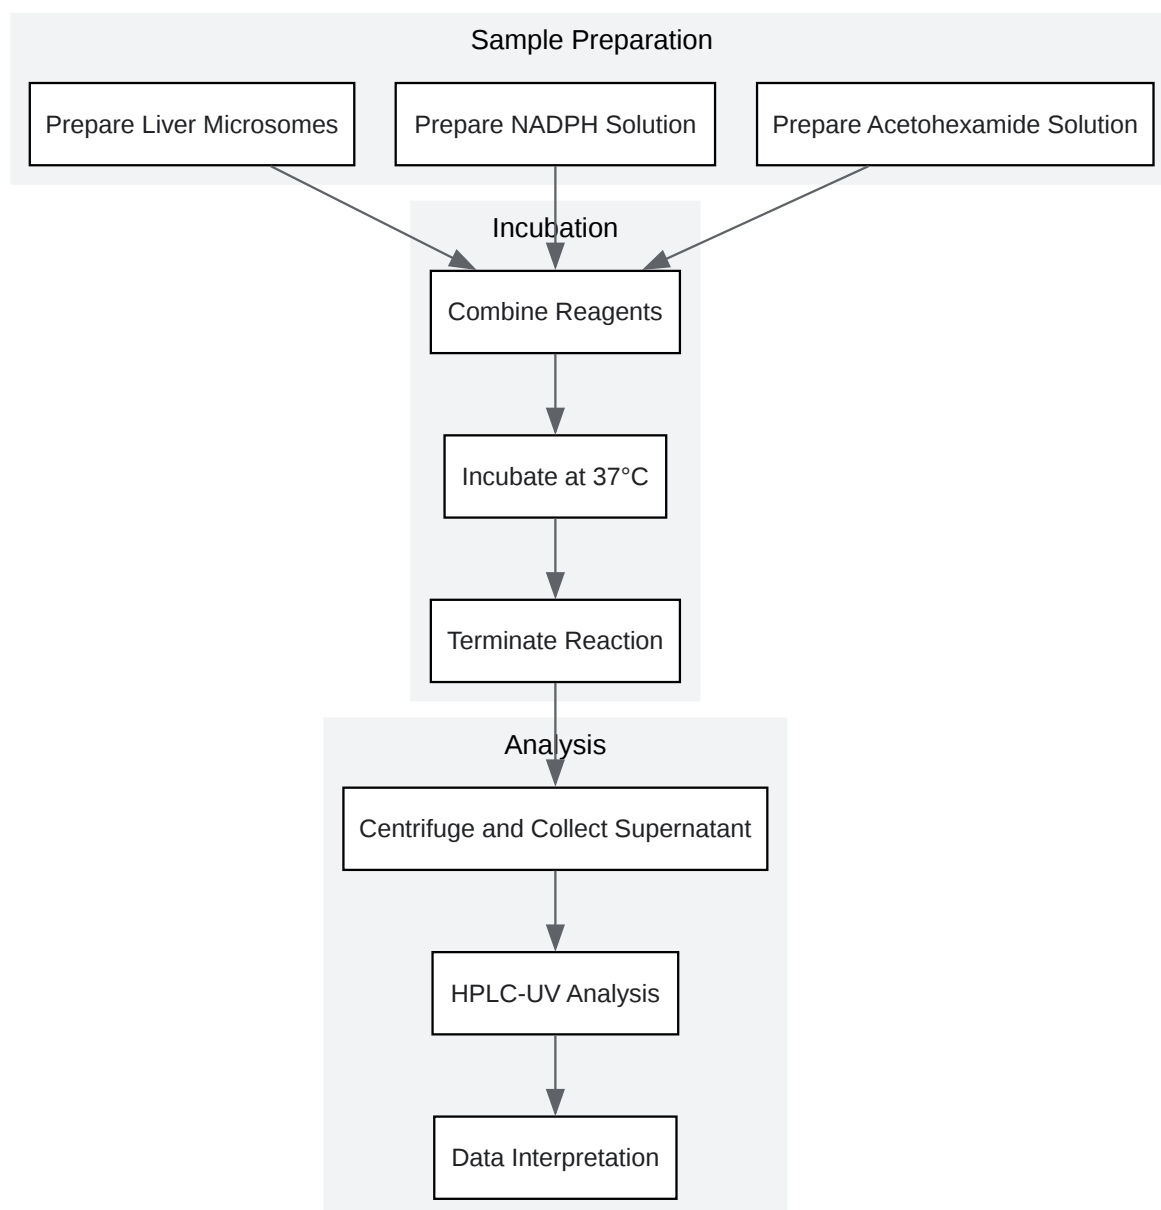 Sample Preparation
Prepare Liver Microsomes
Prepare NADPH Solution
Prepare Acetohexamide Solution
Incubation
Combine Reagents
Incubate at 37°C
Terminate Reaction
Analysis
Centrifuge and Collect Supernatant
HPLC-UV Analysis
Data Interpretation